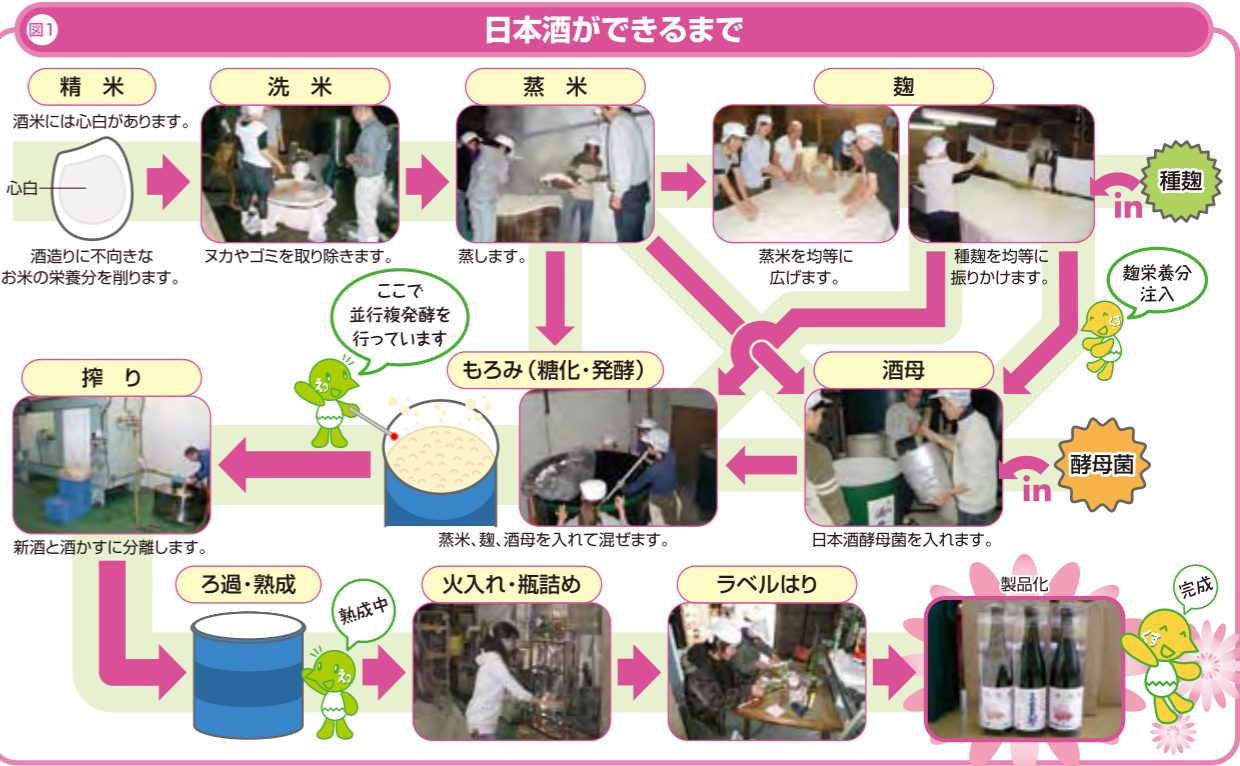 図1
日本酒ができるまで
精 米
酒米には心白があります。
心白
酒造りに不向きな
お米の栄養分を削ります。
洗 米
ヌカやゴミを取り除きます。
蒸 米
蒸します。
麹
蒸米を均等に
広げます。
種麹を均等に
振りかけます。
in
種麹
麹栄養分
注入
酒母
in
酵母菌
日本酒酵母菌を入れます。
もろみ(糖化・発酵)
蒸米、麹、酒母を入れて混ぜます。
ここで
並行複発酵を
行っています
えつ
搾 り
新酒と酒かすに分離します。
ろ過・熟成
熟成中
えつ
火入れ・瓶詰め
ラベルはり
製品化
完成
くす